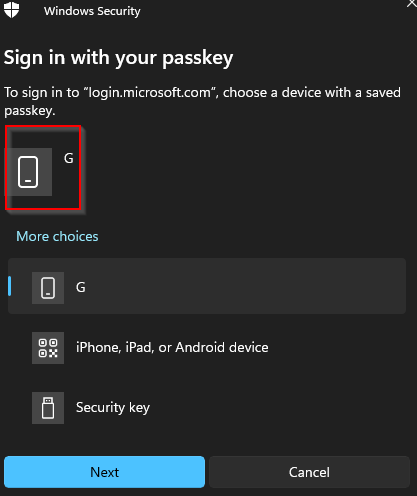 Windows Security
Sign in with your passkey
To sign in to “login.microsoft.com”, choose a device with a saved
passkey.
G
More choices
G
iPhone, iPad, or Android device
Security key
Next
Cancel